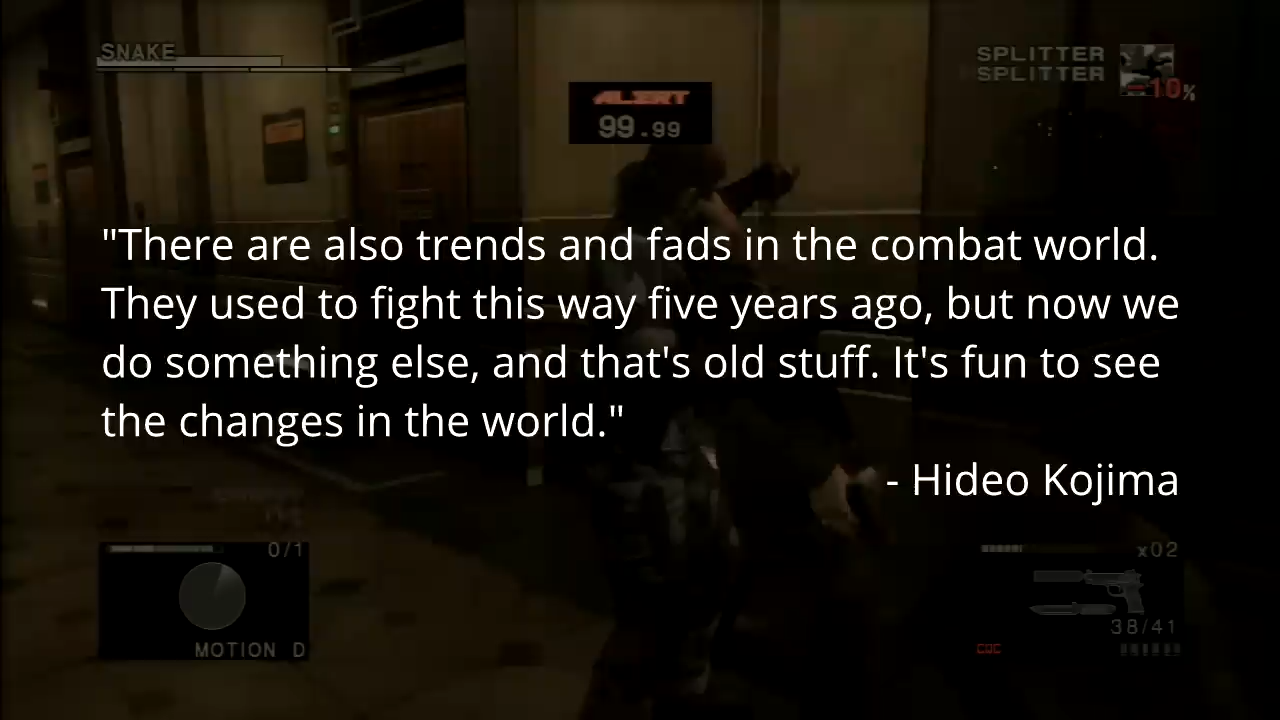 SNAKE
SPLITTER
SPLITTER
-10%
ALERT
99.99
"There are also trends and fads in the combat world.
They used to fight this way five years ago, but now we
do something else, and that's old stuff. It's fun to see
the changes in the world."
- Hideo Kojima
0/1
MOTION D
x02
38/41
CQC